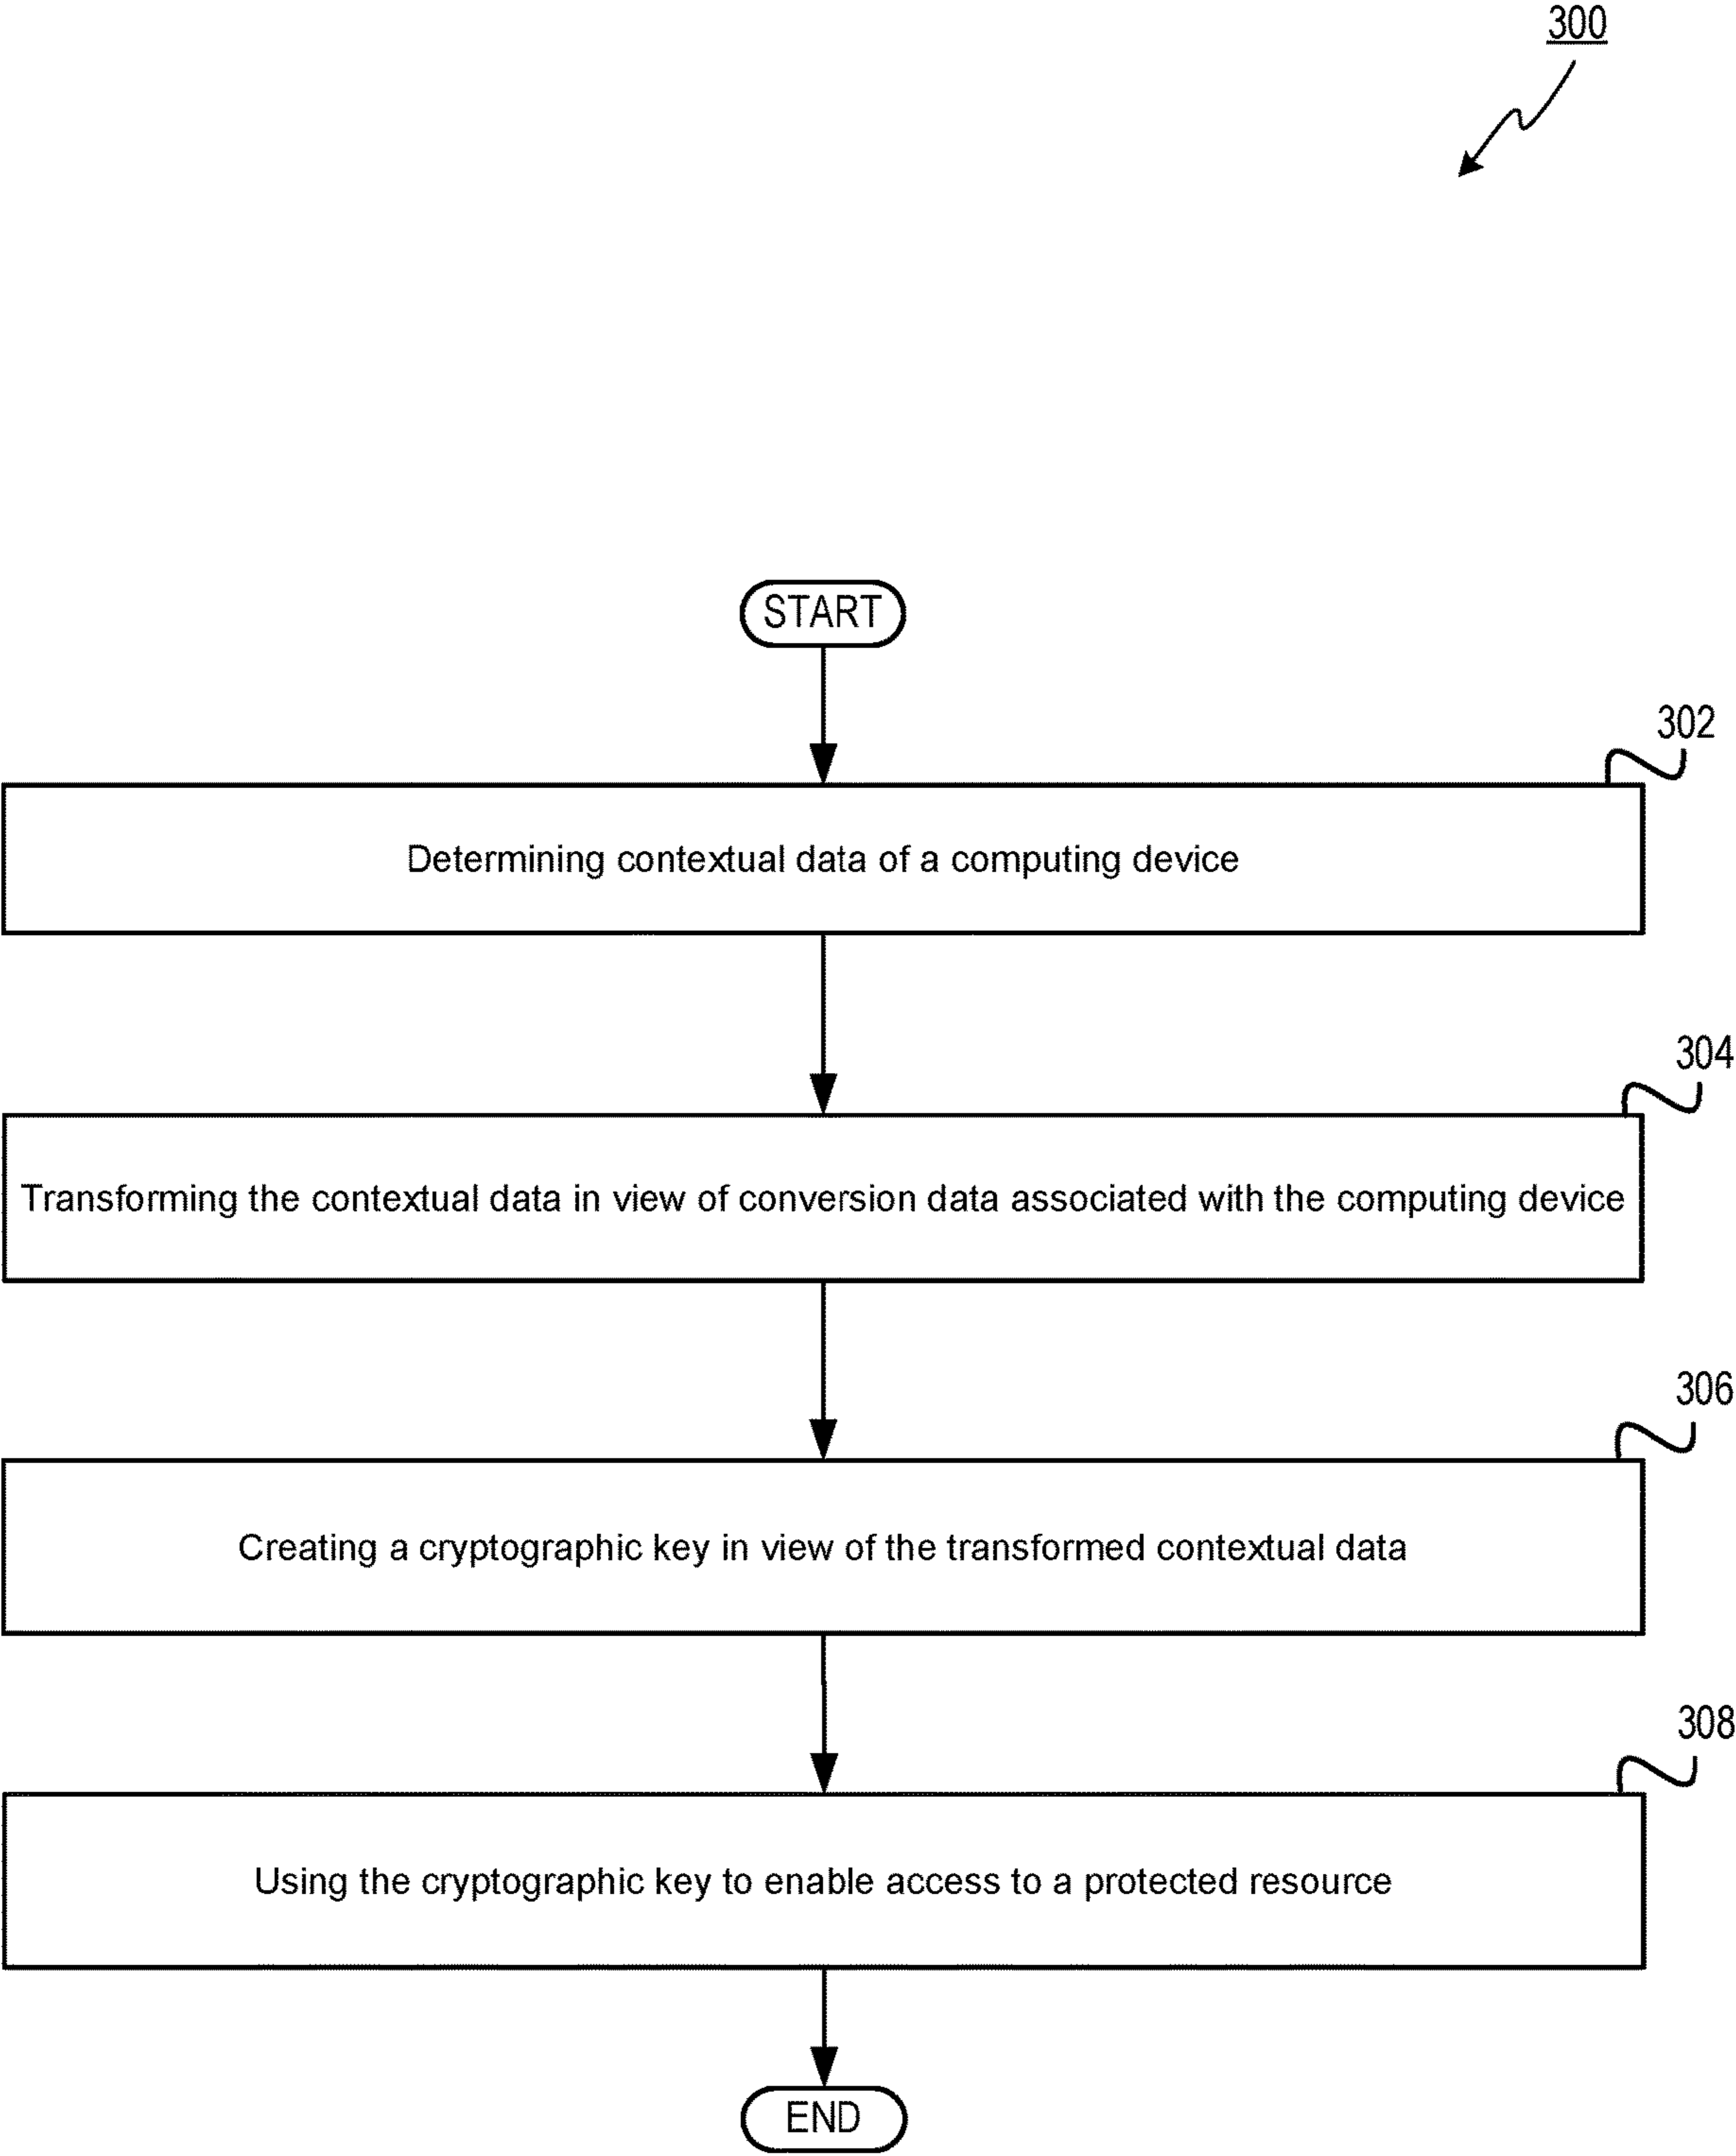 300
START
302
Determining contextual data of a computing device
304
Transforming the contextual data in view of conversion data associated with the computing device
306
Creating a cryptographic key in view of the transformed contextual data
308
Using the cryptographic key to enable access to a protected resource
END